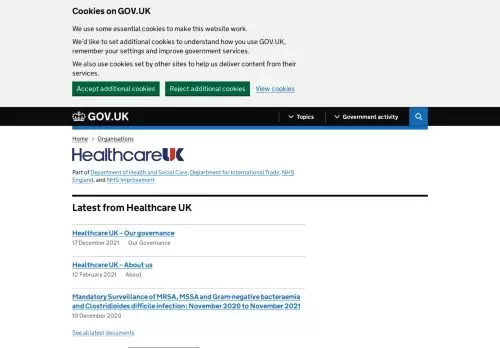 Cookies on GOV.UK
We use some essential cookies to make this website work.
We'd like to set additional cookies to understand how you use GOV.UK,
remember your settings and improve government services.
We also use cookies set by other sites to help us deliver content from their
services.
Accept additional cookies Reject additional cookies View cookies
GOV.UK Topics Government activity
Home > Organisations
HealthcareUK
Part of Department of Health and Social Care, Department for International Trade, NHS
England, and NHS Improvement
Latest from Healthcare UK
Healthcare UK – Our governance
17 December 2021 Our Governance
Healthcare UK – About us
12 February 2021 About
Mandatory Surveillance of MRSA, MSSA and Gram-negative bacteraemia
and Clostridioides difficile infection: November 2020 to November 2021
10 December 2020
See all latest documents